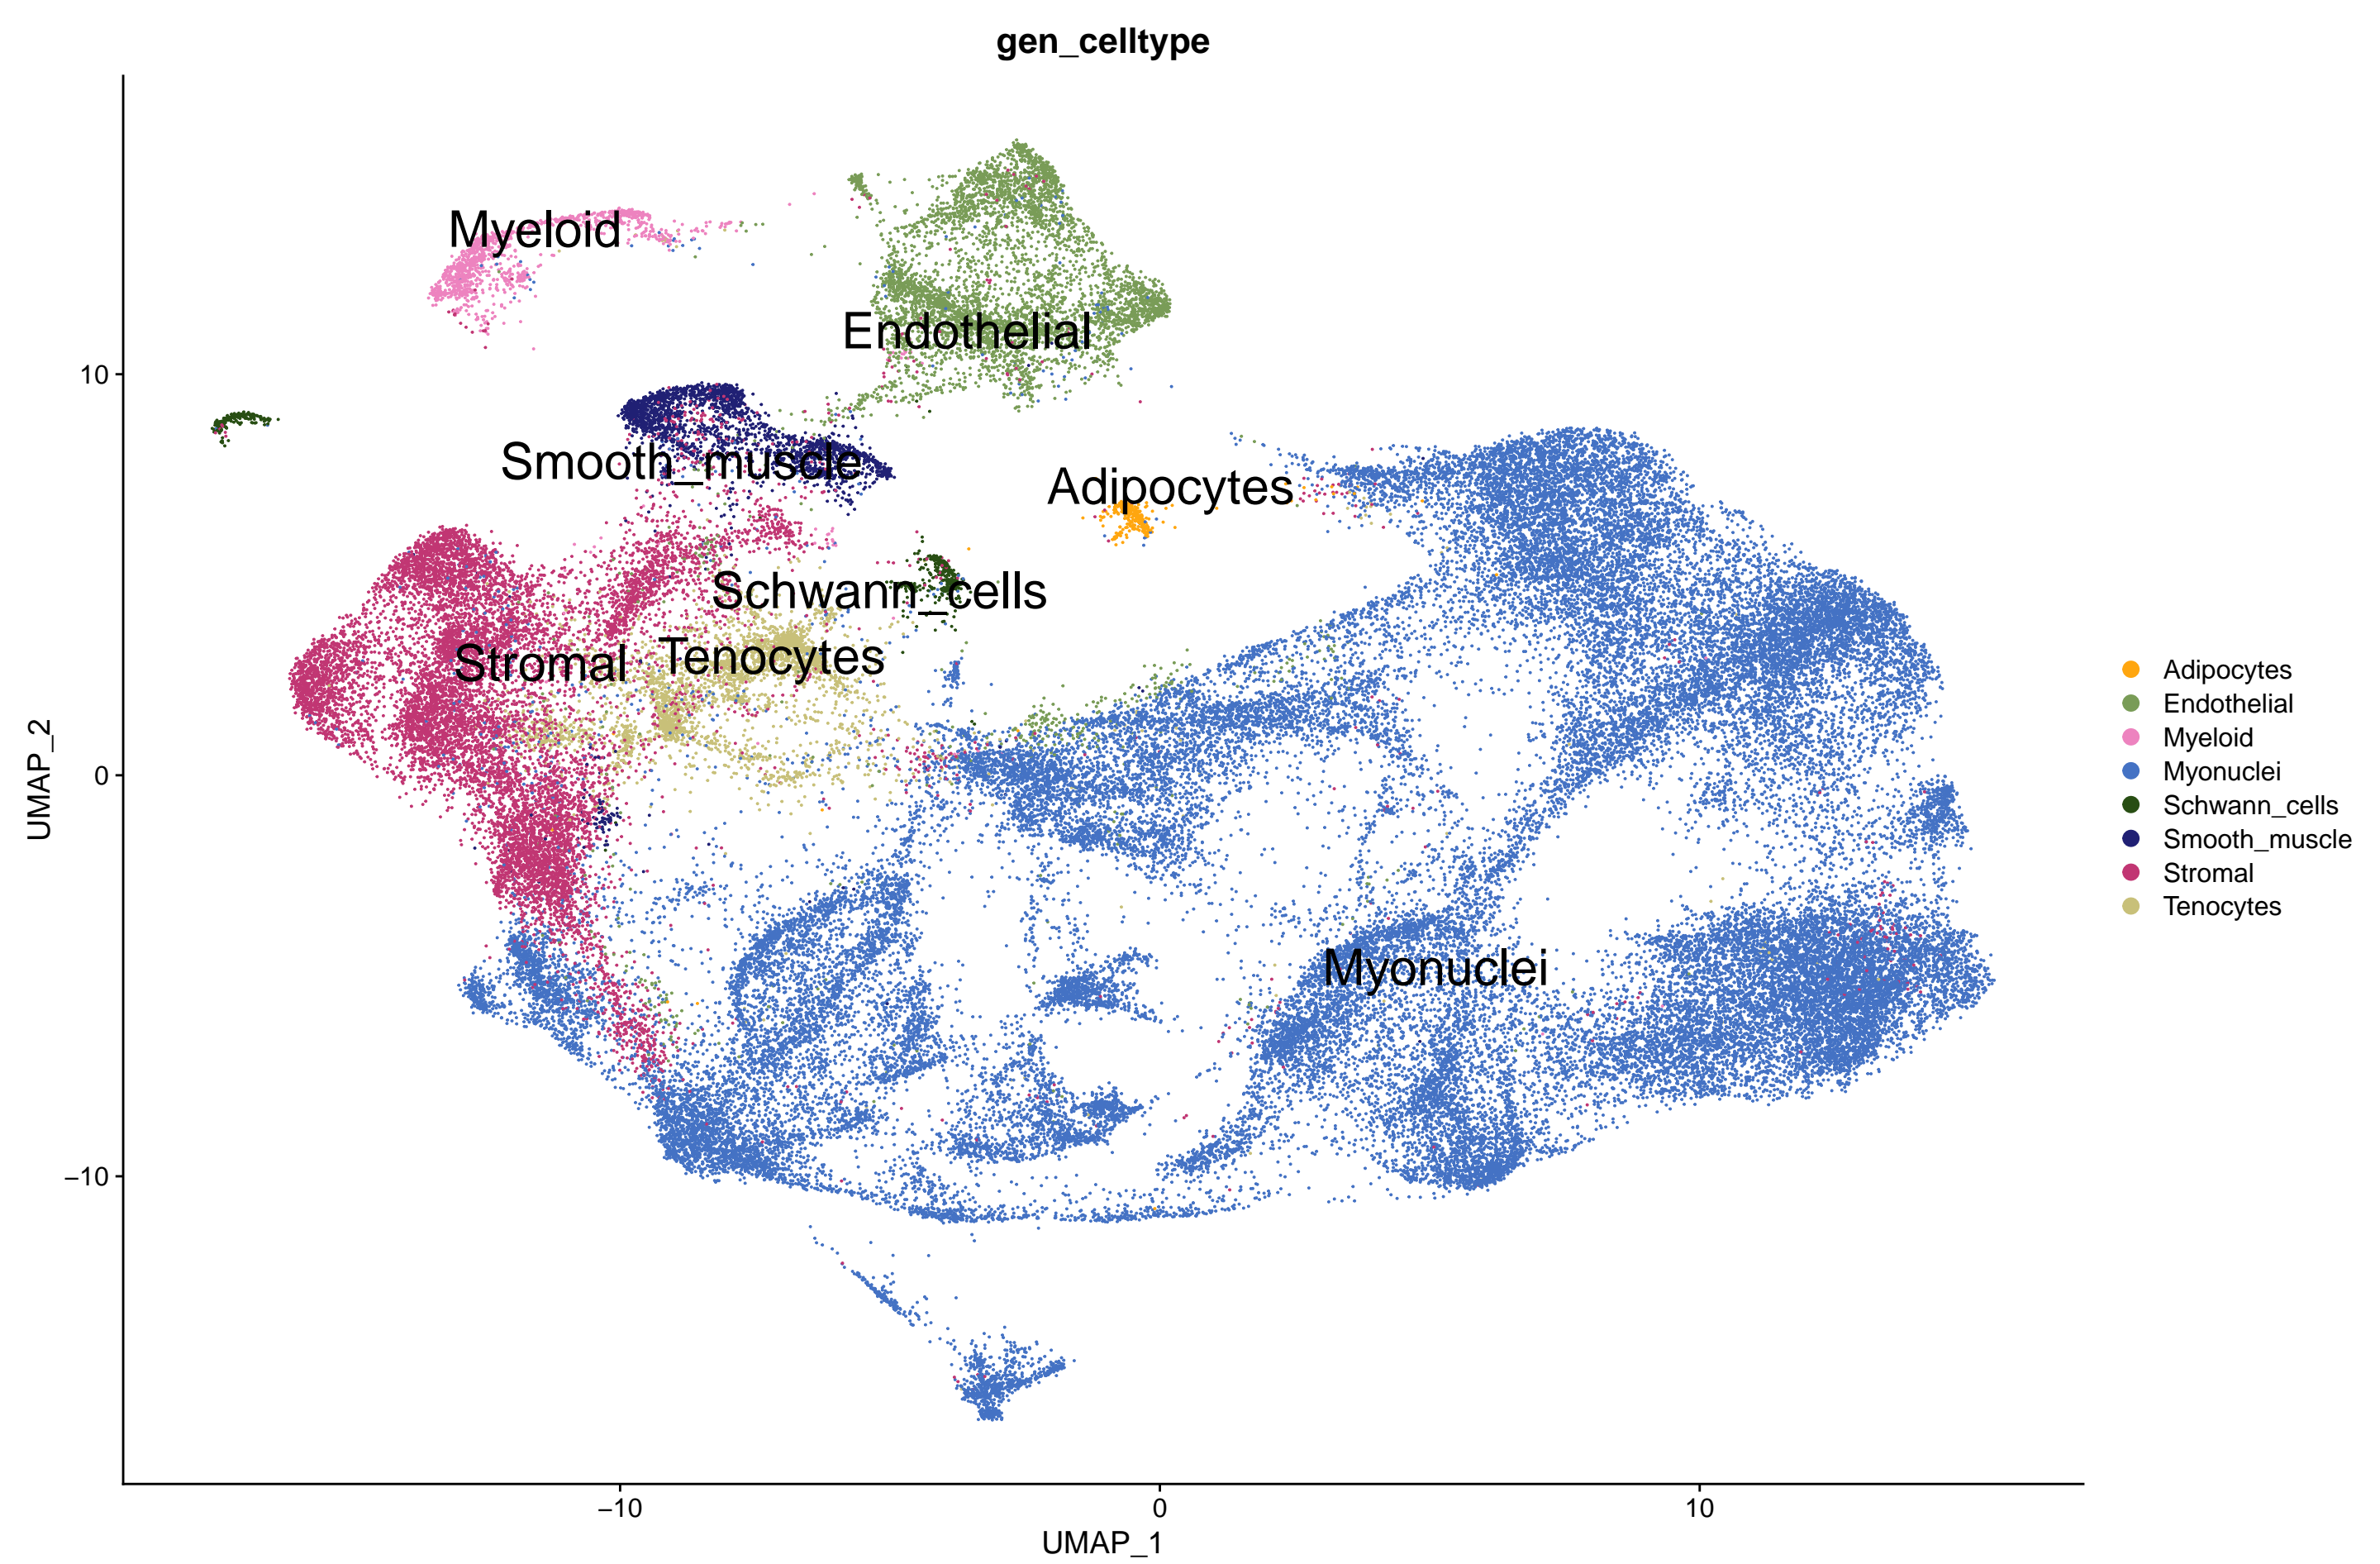 gen_celltype
Myeloid
Endothelial
Smooth_muscle
Adipocytes
Schwann_cells
Stromal
Tenocytes
Myonuclei
10
0
−10
UMAP_2
−10
0
10
UMAP_1
Adipocytes
Endothelial
Myeloid
Myonuclei
Schwann_cells
Smooth_muscle
Stromal
Tenocytes